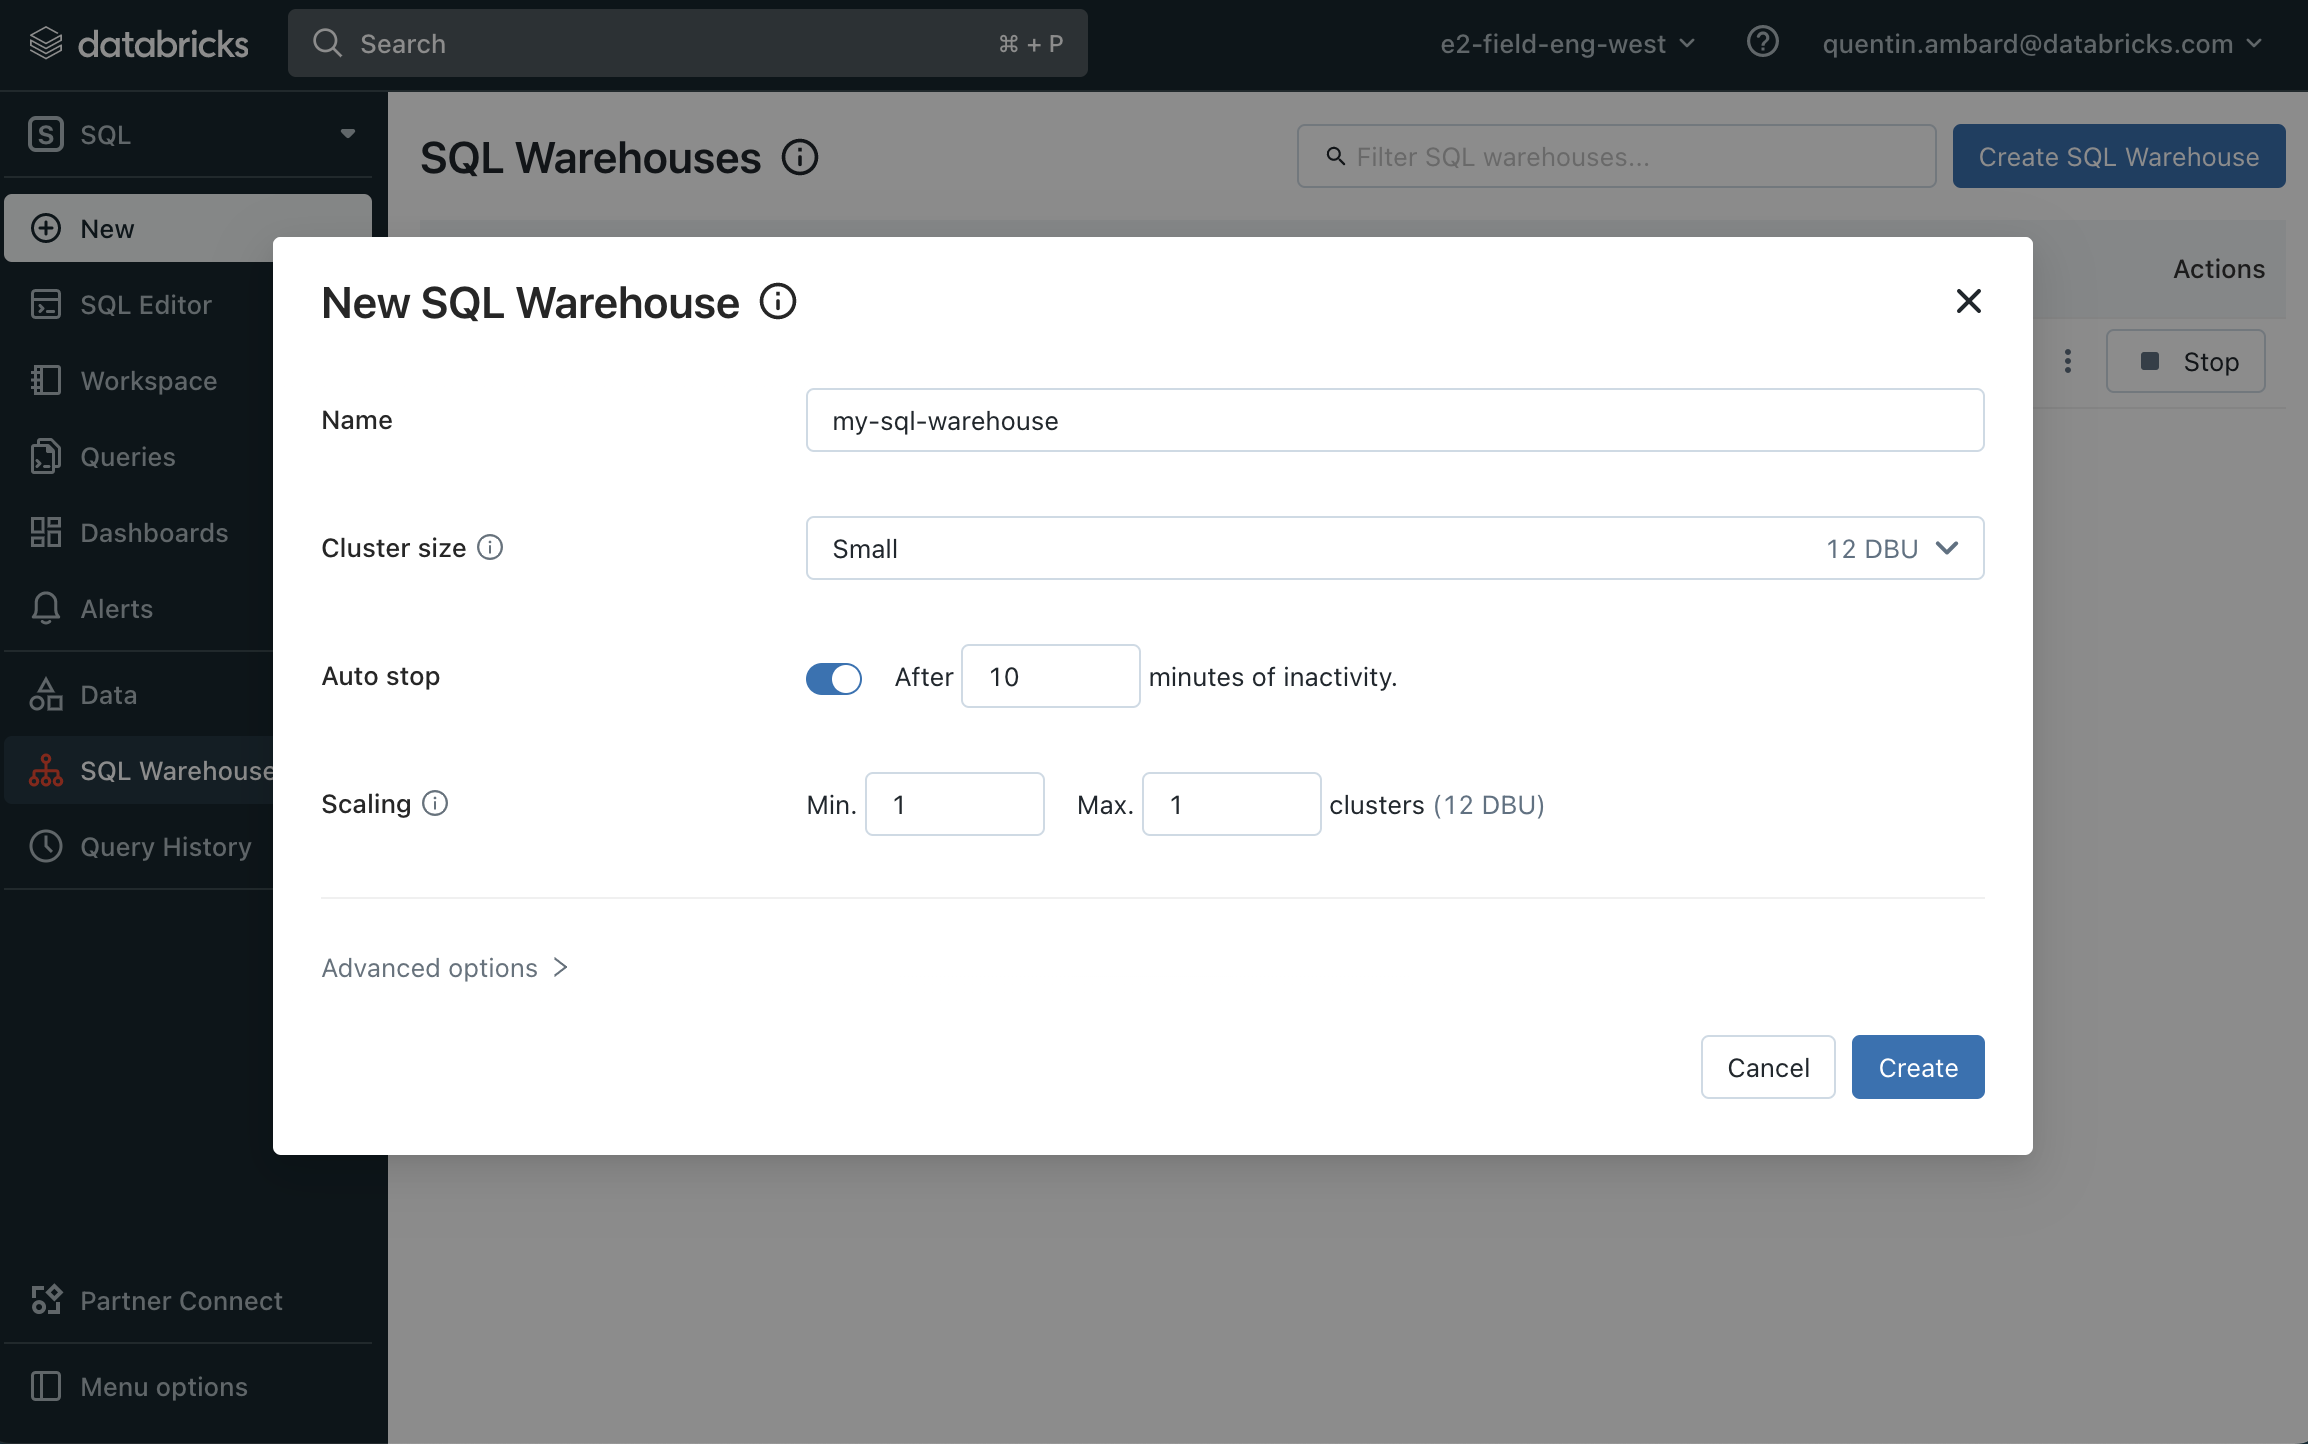 databricks
Search
⌘ + P
e2-field-eng-west
quentin.ambard@databricks.com
S SQL
SQL Warehouses
Filter SQL warehouses...
Create SQL Warehouse
New
Actions
SQL Editor
Workspace
Queries
Dashboards
Alerts
Data
SQL Warehouse
Query History
Partner Connect
Menu options
Stop
New SQL Warehouse
Name
my-sql-warehouse
Cluster size
Small 12 DBU
Auto stop
After 10 minutes of inactivity.
Scaling
Min. 1 Max. 1 clusters (12 DBU)
Advanced options
Cancel
Create